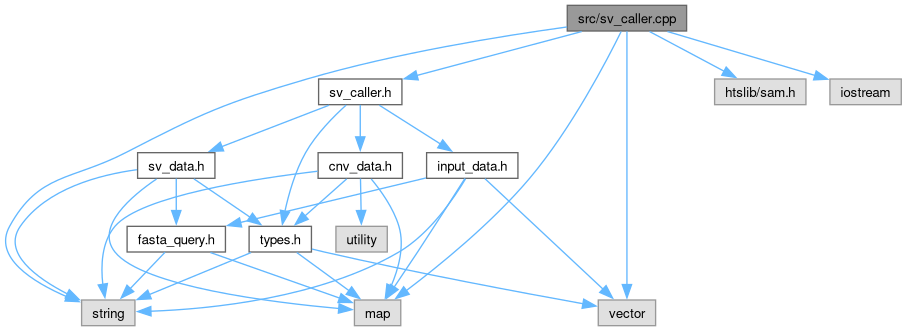 src/sv_caller.cpp
sv_caller.h
htslib/sam.h
iostream
sv_data.h
cnv_data.h
input_data.h
fasta_query.h
types.h
utility
string
map
vector